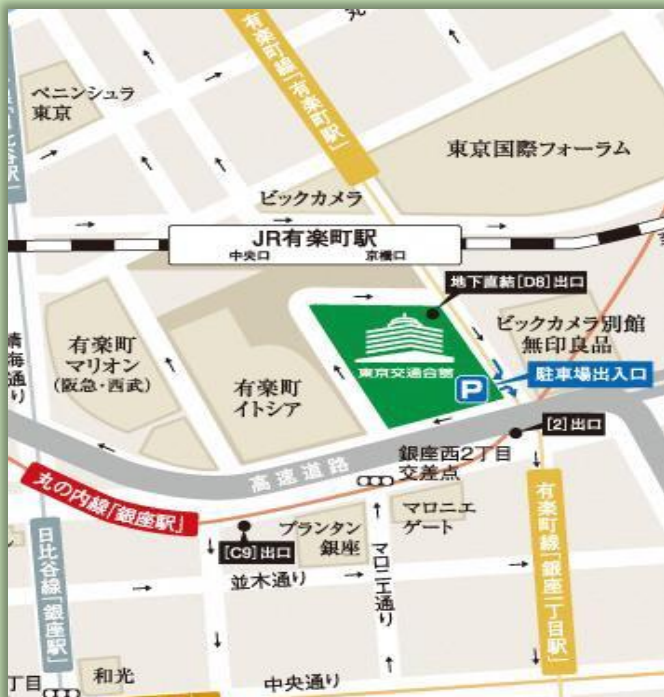 ペニンシュラ
東京
有楽町線「有楽町駅」
東京国際フォーラム
ビックカメラ
JR有楽町駅
中央口
京橋口
地下直結[D8]出口
ビックカメラ別館
無印良品
東京交通会館
P
駐車場出入口
有楽町
マリオン
(阪急・西武)
有楽町
イトシア
晴海通り
[2]出口
高速道路
銀座西2丁目
交差点
丸の内線「銀座駅」
マロニエ
ゲート
プランタン
銀座
[C9]出口
並木通り
マロニエ通り
有楽町線「銀座一丁目駅」
日比谷線「銀座駅」
和光
丁目
中央通り